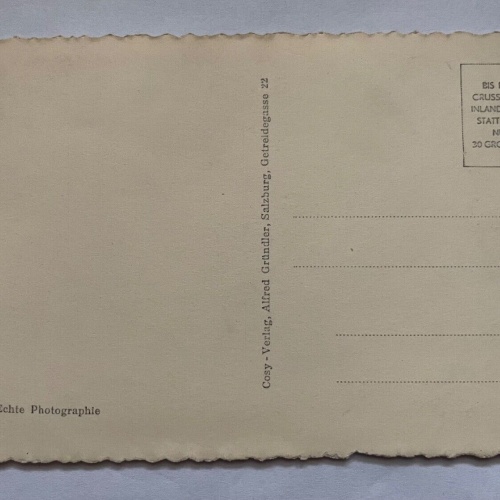 Echte Photographie
Cosy - Verlag, Alfred Gründler, Salzburg, Getreidegasse 22
BIS
GRUSS
INLAND
STATT
30 GRO